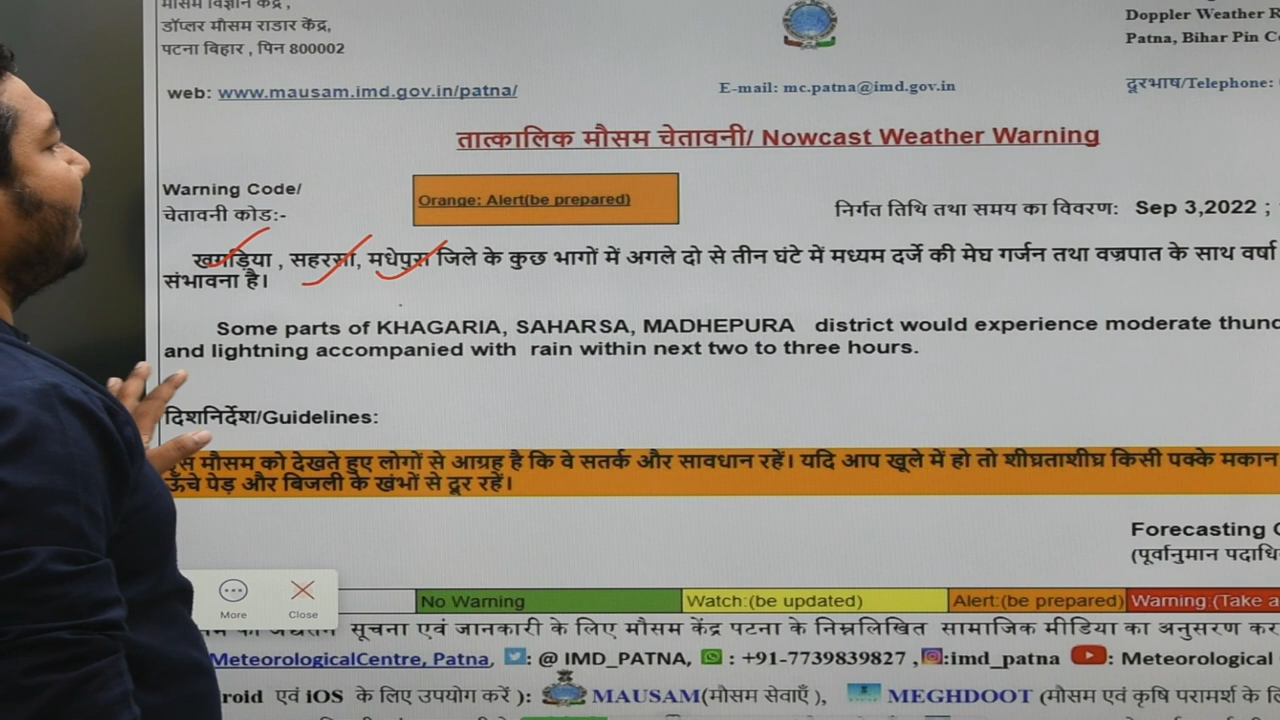 मौसम विज्ञान केंद्र ,
डॉप्लर मौसम राडार केंद्र,
पटना बिहार , पिन 800002
Doppler Weather
Patna, Bihar Pin
web: www.mausam.imd.gov.in/patna/
E-mail: mc.patna@imd.gov.in
दूरभाष/Telephone:
तात्कालिक मौसम चेतावनी/ Nowcast Weather Warning
Warning Code/
चेतावनी कोड:-
Orange: Alert(be prepared)
निर्गत तिथि तथा समय का विवरण: Sep 3,2022 ;
खगड़िया , सहरसा, मधेपुरा जिले के कुछ भागों में अगले दो से तीन घंटे में मध्यम दर्जे की मेघ गर्जन तथा वज्रपात के साथ वर्षा
संभावना है।
Some parts of KHAGARIA, SAHARSA, MADHEPURA district would experience moderate
and lightning accompanied with rain within next two to three hours.
दिशनिर्देश/Guidelines:
इस मौसम को देखते हुए लोगों से आग्रह है कि वे सतर्क और सावधान रहें। यदि आप खूले में हो तो शीघ्रताशीघ्र किसी पक्के मकान
ऊँचे पेड़ और बिजली के खंभों से दूर रहें।
Forecasting
(पूर्वानुमान
More
Close
No Warning
Watch:(be updated)
Alert:(be prepared)
Warning:(Take
सूचना एवं जानकारी के लिए मौसम केंद्र पटना के निम्नलिखित सामाजिक मीडिया का अनुसरण
MeteorologicalCentre, Patna, : @ IMD_PATNA, : +91-7739839827 , :imd_patna : Meteorological
एवं iOS के लिए उपयोग करें ): MAUSAM(मौसम सेवाएँ ), MEGHDOOT (मौसम एवं कृषि परामर्श के